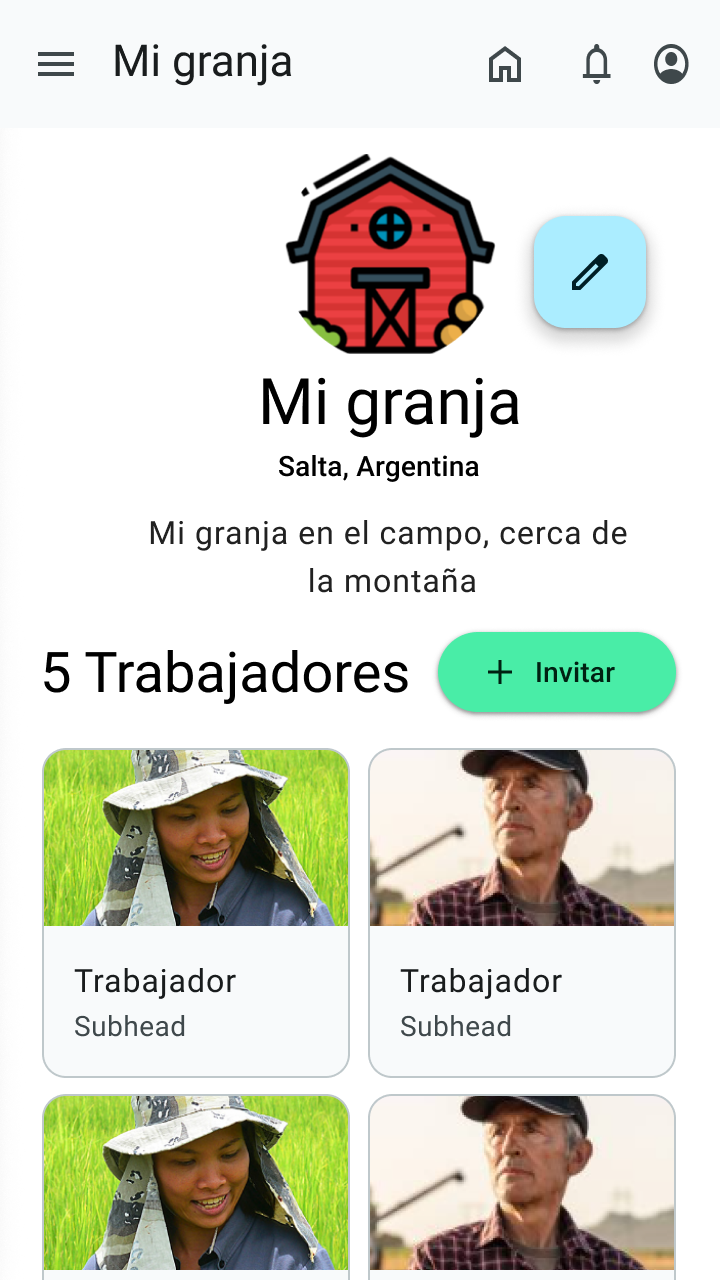 Mi granja
Mi granja
Salta, Argentina
Mi granja en el campo, cerca de
la montaña
5 Trabajadores
Invitar
Trabajador
Subhead
Trabajador
Subhead